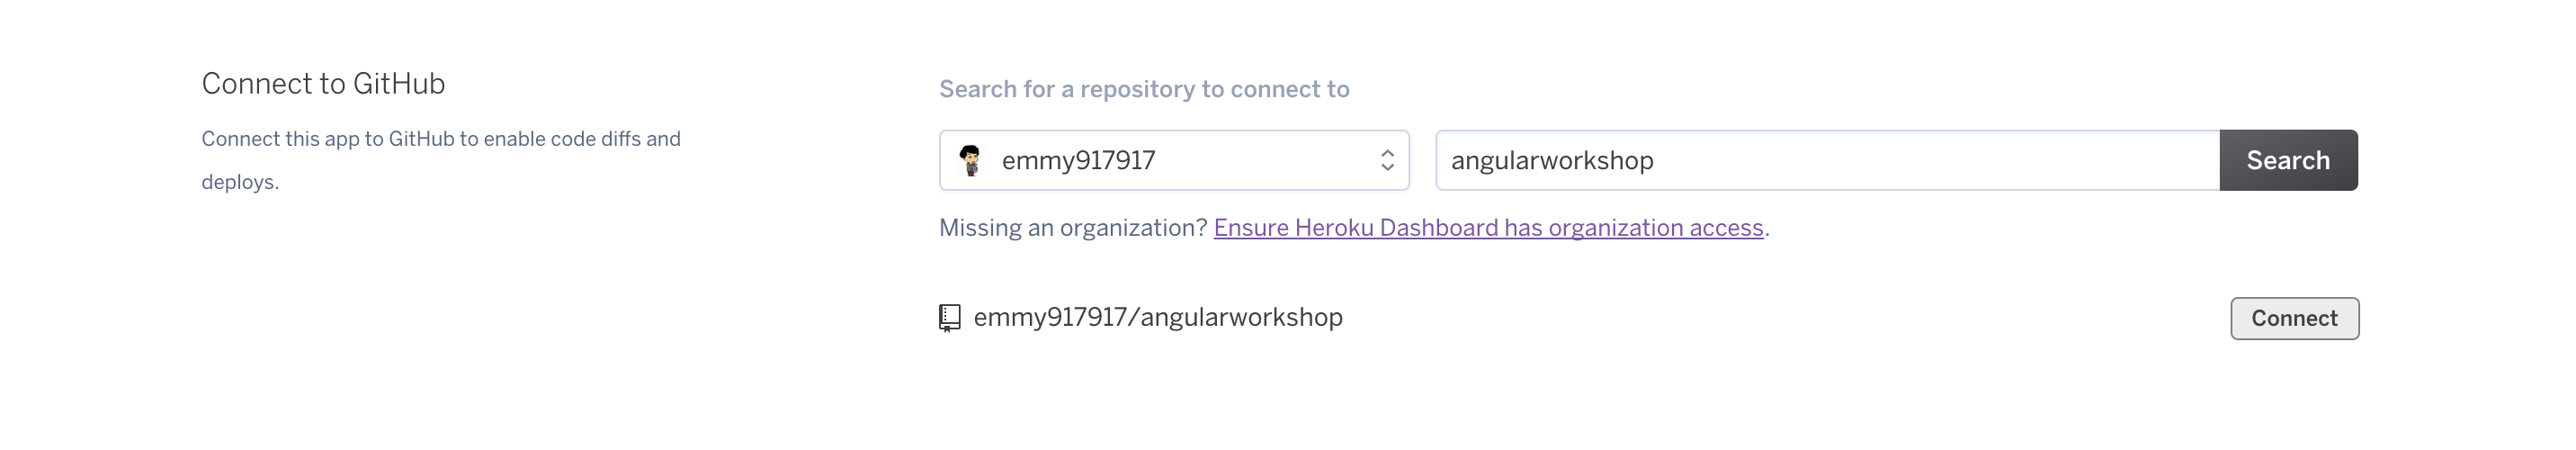 Connect to GitHub
Connect this app to GitHub to enable code diffs and
deploys.
Search for a repository to connect to
emmy917917
angularworkshop
Search
Missing an organization? Ensure Heroku Dashboard has organization access.
emmy917917/angularworkshop
Connect